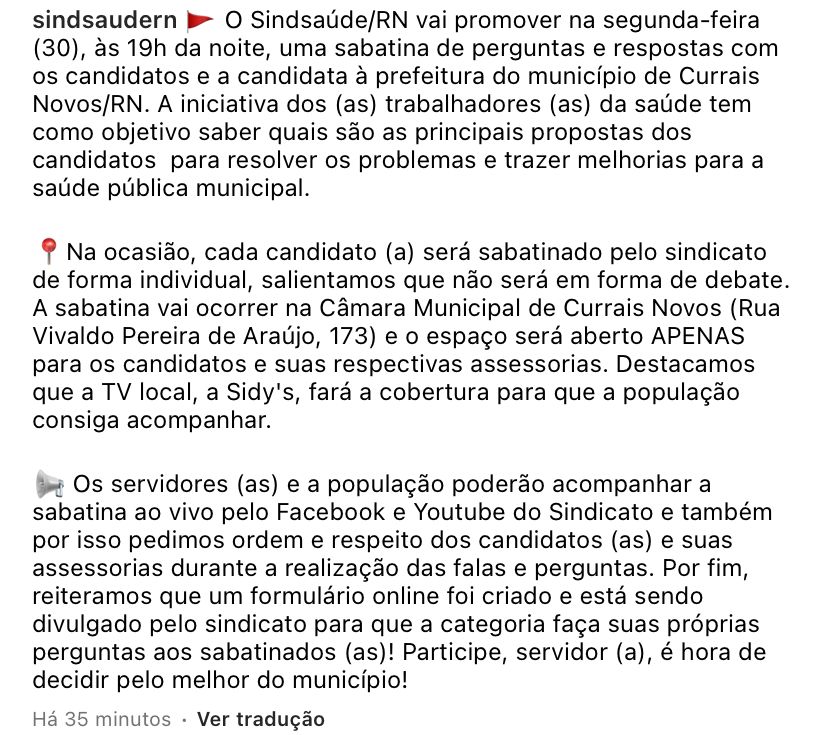 sindsaudern 🚩 O Sindsaúde/RN vai promover na segunda-feira
(30), às 19h da noite, uma sabatina de perguntas e respostas com
os candidatos e a candidata à prefeitura do município de Currais
Novos/RN. A iniciativa dos (as) trabalhadores (as) da saúde tem
como objetivo saber quais são as principais propostas dos
candidatos  para resolver os problemas e trazer melhorias para a
saúde pública municipal.

📍 Na ocasião, cada candidato (a) será sabatinado pelo sindicato
de forma individual, salientamos que não será em forma de debate.
A sabatina vai ocorrer na Câmara Municipal de Currais Novos (Rua
Vivaldo Pereira de Araújo, 173) e o espaço será aberto APENAS
para os candidatos e suas respectivas assessorias. Destacamos
que a TV local, a Sidy's, fará a cobertura para que a população
consiga acompanhar.

📢 Os servidores (as) e a população poderão acompanhar a
sabatina ao vivo pelo Facebook e Youtube do Sindicato e também
por isso pedimos ordem e respeito dos candidatos (as) e suas
assessorias durante a realização das falas e perguntas. Por fim,
reiteramos que um formulário online foi criado e está sendo
divulgado pelo sindicato para que a categoria faça suas próprias
perguntas aos sabatinados (as)! Participe, servidor (a), é hora de
decidir pelo melhor do município!
Há 35 minutos · Ver tradução